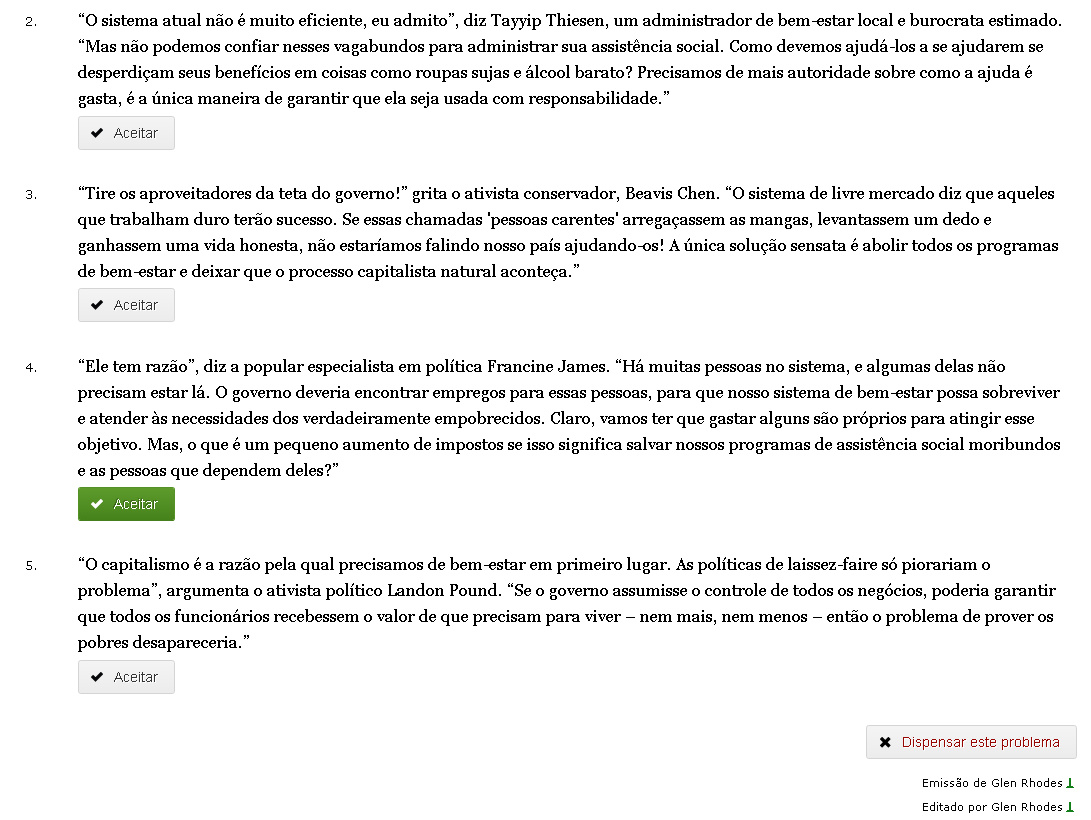 2. “O sistema atual não é muito eficiente, eu admito”, diz Tayyip Thiesen, um administrador de bem-estar local e burocrata estimado.
“Mas não podemos confiar nesses vagabundos para administrar sua assistência social. Como devemos ajudá-los a se ajudarem se
desperdiçam seus benefícios em coisas como roupas sujas e álcool barato? Precisamos de mais autoridade sobre como a ajuda é
gasta, é a única maneira de garantir que ela seja usada com responsabilidade.”
Aceitar
3. “Tire os aproveitadores da teta do governo!” grita o ativista conservador, Beavis Chen. “O sistema de livre mercado diz que aqueles
que trabalham duro terão sucesso. Se essas chamadas 'pessoas carentes' arregaçassem as mangas, levantassem um dedo e
ganhassem uma vida honesta, não estaríamos falindo nosso país ajudando-os! A única solução sensata é abolir todos os programas
de bem-estar e deixar que o processo capitalista natural aconteça.”
Aceitar
4. “Ele tem razão”, diz a popular especialista em política Francine James. “Há muitas pessoas no sistema, e algumas delas não
precisam estar lá. O governo deveria encontrar empregos para essas pessoas, para que nosso sistema de bem-estar possa sobreviver
e atender às necessidades dos verdadeiramente empobrecidos. Claro, vamos ter que gastar alguns são próprios para atingir esse
objetivo. Mas, o que é um pequeno aumento de impostos se isso significa salvar nossos programas de assistência social moribundos
e as pessoas que dependem deles?”
Aceitar
5. “O capitalismo é a razão pela qual precisamos de bem-estar em primeiro lugar. As políticas de laissez-faire só piorariam o
problema”, argumenta o ativista político Landon Pound. “Se o governo assumisse o controle de todos os negócios, poderia garantir
que todos os funcionários recebessem o valor de que precisam para viver – nem mais, nem menos – então o problema de prover os
pobres desapareceria.”
Aceitar
Dispensar este problema
Emissão de Glen Rhodes
Editado por Glen Rhodes